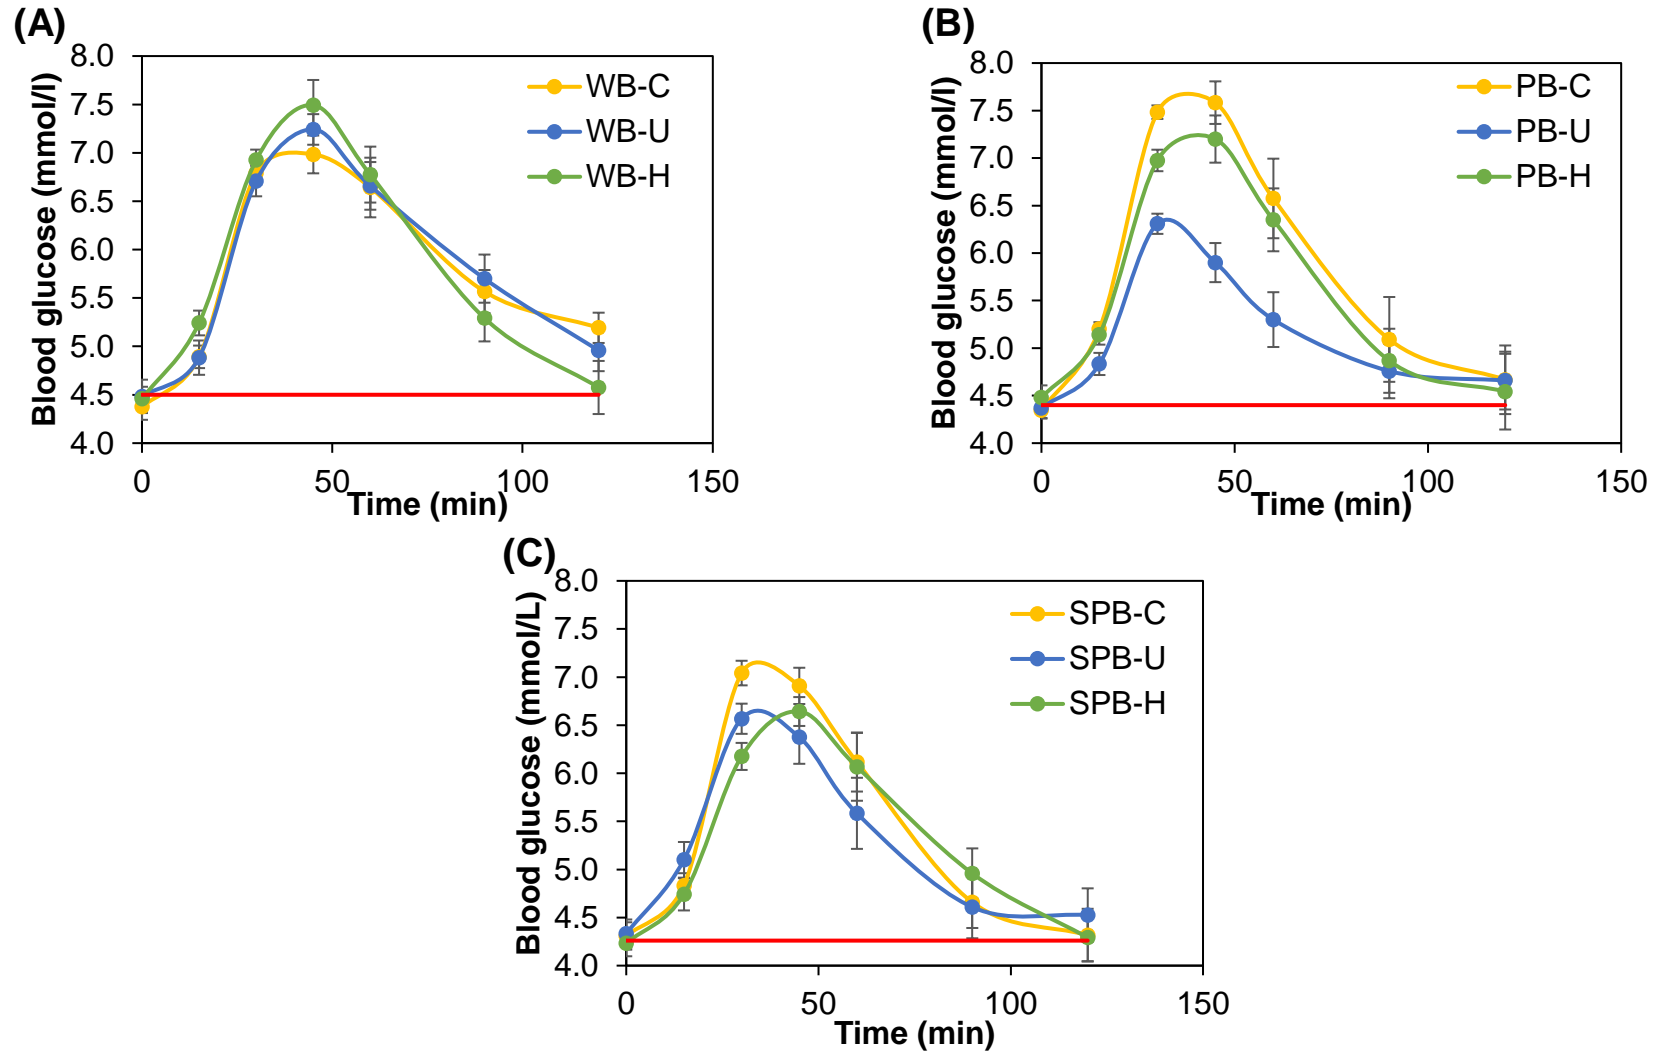 (A)
Blood glucose (mmol/l)
8.0
7.5
7.0
6.5
6.0
5.5
5.0
4.5
4.0
0
50
100
150
Time (min)
WB-C
WB-U
WB-H
(B)
Blood glucose (mmol/l)
8.0
7.5
7.0
6.5
6.0
5.5
5.0
4.5
4.0
0
50
100
150
Time (min)
PB-C
PB-U
PB-H
(C)
Blood glucose (mmol/L)
8.0
7.5
7.0
6.5
6.0
5.5
5.0
4.5
4.0
0
50
100
150
Time (min)
SPB-C
SPB-U
SPB-H